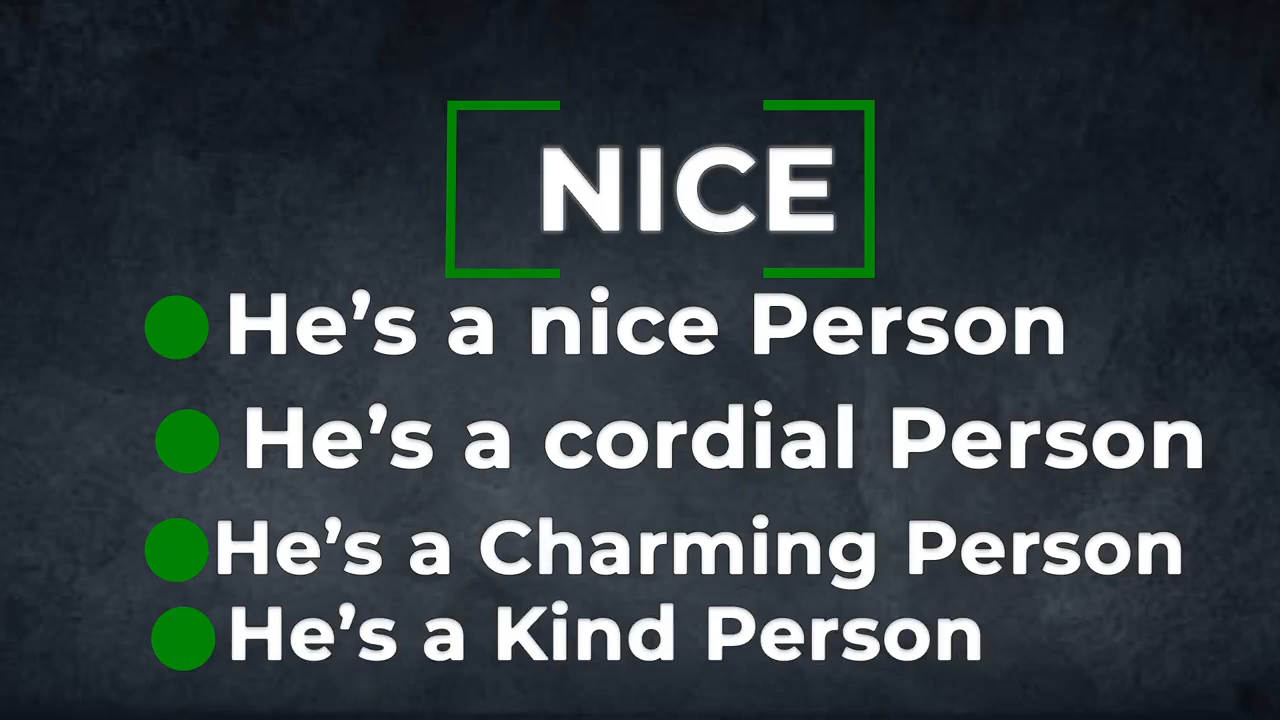 NICE
He’s a nice Person
He’s a cordial Person
He’s a Charming Person
He’s a Kind Person